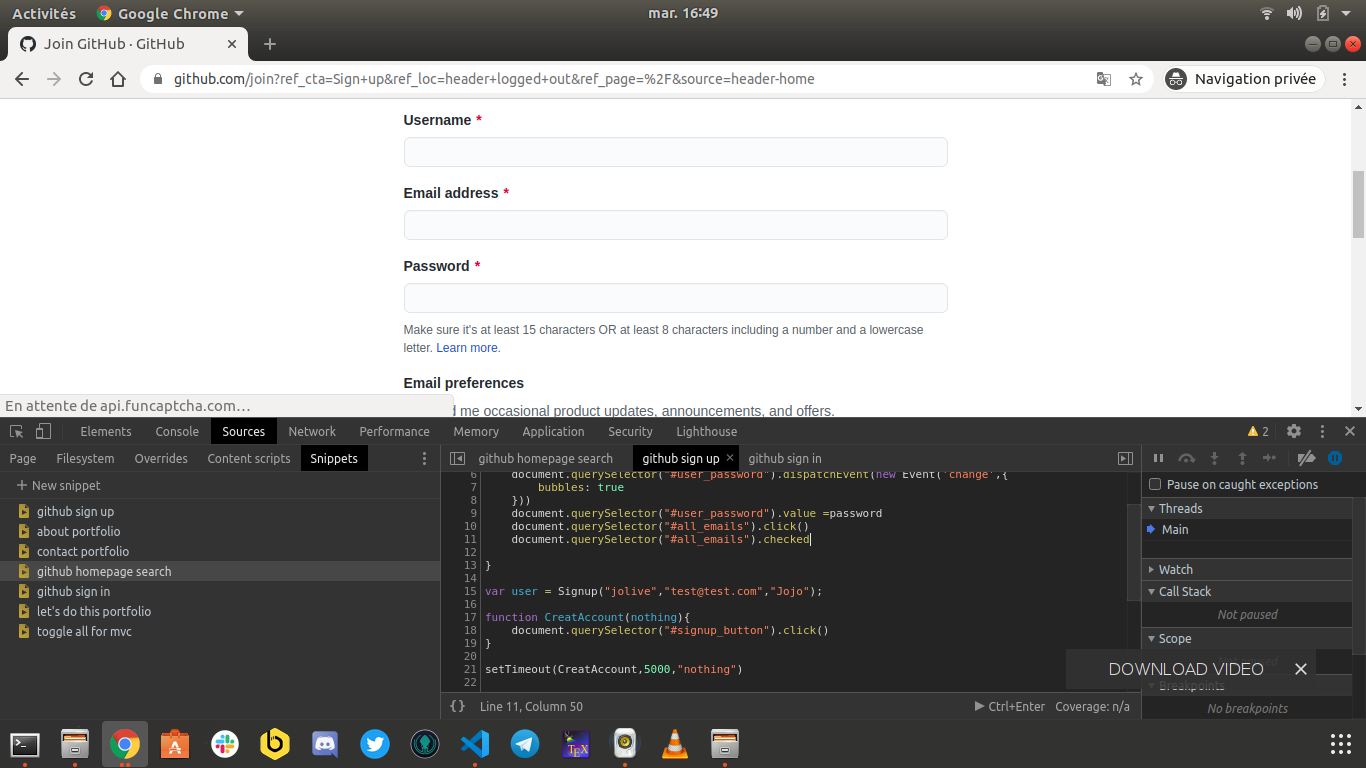 Activités
Google Chrome
mar. 16:49
Join GitHub · GitHub
github.com/join?ref_cta=Sign+up&ref_loc=header+logged+out&ref_page=%2F&source=header-home
Navigation privée
Username *
Email address *
Password *
Make sure it's at least 15 characters OR at least 8 characters including a number and a lowercase
letter. Learn more.
Email preferences
d me occasional product updates, announcements, and offers.
En attente de api.funcaptcha.com…
Elements Console Sources Network Performance Memory Application Security Lighthouse 2
Page Filesystem Overrides Content scripts Snippets
github homepage search github sign up github sign in
+ New snippet
github sign up
about portfolio
contact portfolio
github homepage search
github sign in
let's do this portfolio
toggle all for mvc
6 document.querySelector("#user_password").dispatchEvent(new Event('change',{
7 bubbles: true
8 }))
9 document.querySelector("#user_password").value =password
10 document.querySelector("#all_emails").click()
11 document.querySelector("#all_emails").checked
12
13 }
14
15 var user = Signup("jolive","test@test.com","Jojo");
16
17 function CreatAccount(nothing){
18 document.querySelector("#signup_button").click()
19 }
20
21 setTimeout(CreatAccount,5000,"nothing")
22
{} Line 11, Column 50
Ctrl+Enter Coverage: n/a
Pause on caught exceptions
Threads
Main
Watch
Call Stack
Not paused
Scope
DOWNLOAD VIDEO
Breakpoints
No breakpoints
TEX